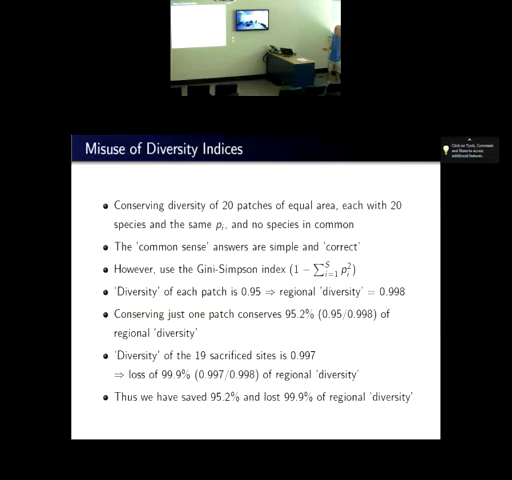 Misuse of Diversity Indices
Click on Tools, Comment
and Share to access
additional features.
• Conserving diversity of 20 patches of equal area, each with 20
species and the same pᵢ, and no species in common
• The 'common sense' answers are simple and 'correct'
• However, use the Gini-Simpson index (1 − ∑ᵢ₌₁ˢ pᵢ²)
• 'Diversity' of each patch is 0.95 ⇒ regional 'diversity' = 0.998
• Conserving just one patch conserves 95.2% (0.95/0.998) of
regional 'diversity'
• 'Diversity' of the 19 sacrificed sites is 0.997
⇒ loss of 99.9% (0.997/0.998) of regional 'diversity'
• Thus we have saved 95.2% and lost 99.9% of regional 'diversity'